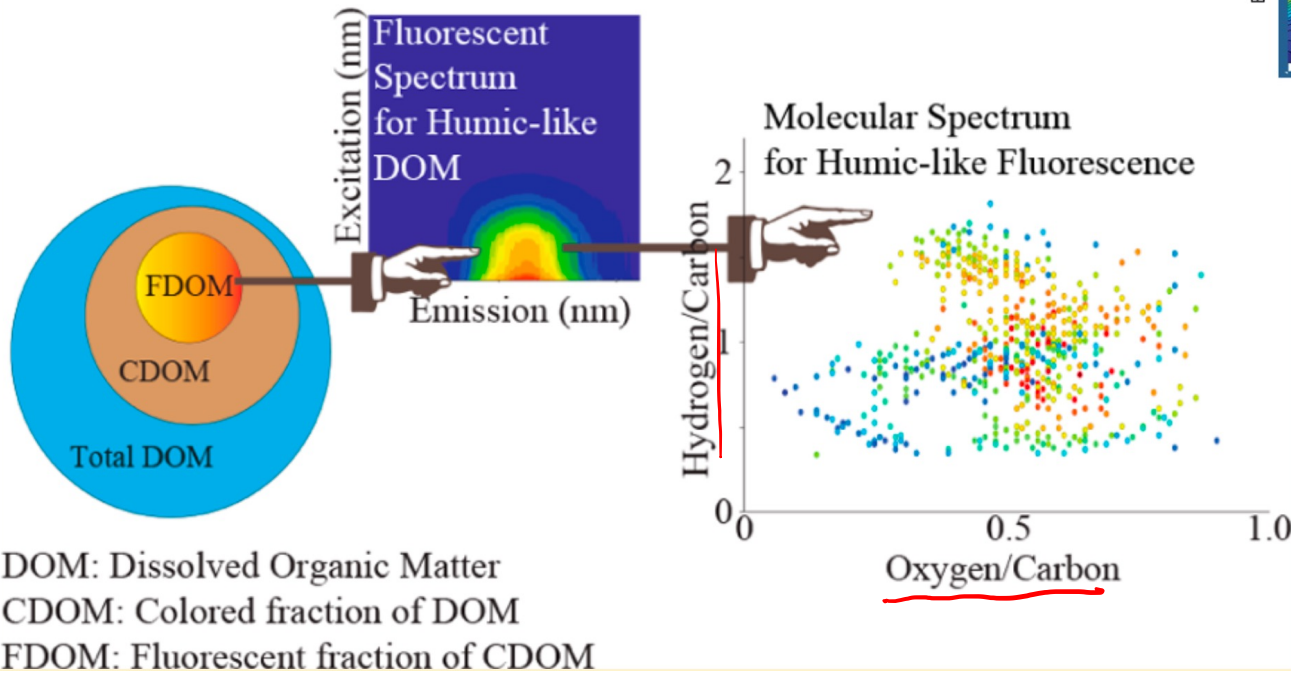 Fluorescent
Spectrum
for Humic-like
DOM
Excitation (nm)
Emission (nm)
FDOM
CDOM
Total DOM
Molecular Spectrum
for Humic-like Fluorescence
Hydrogen/Carbon
2
1
0
0
0.5
1.0
Oxygen/Carbon
DOM: Dissolved Organic Matter
CDOM: Colored fraction of DOM
FDOM: Fluorescent fraction of CDOM